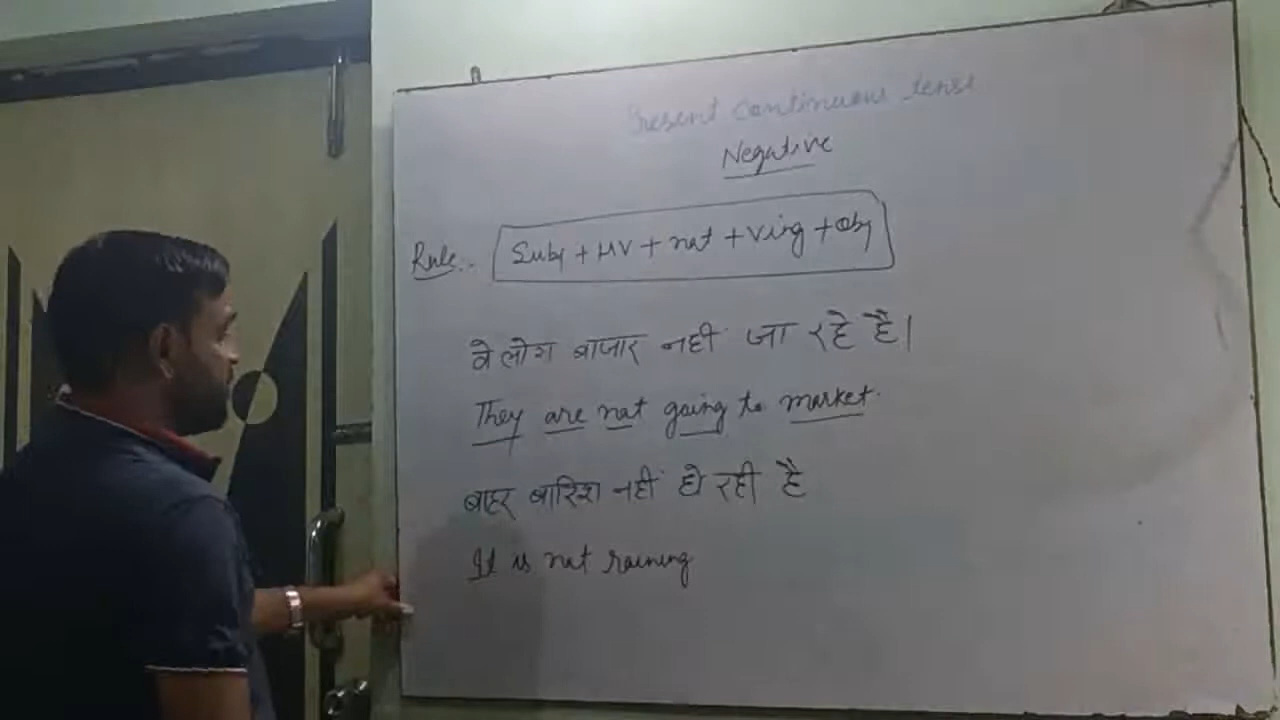 Present continuous tense
Negative
Rule.. Subj + HV + not + Ving + Obj
वे लोग बाजार नहीं जा रहे है।
They are not going to market.
बाहर बारिश नहीं हो रही है
It is not raining